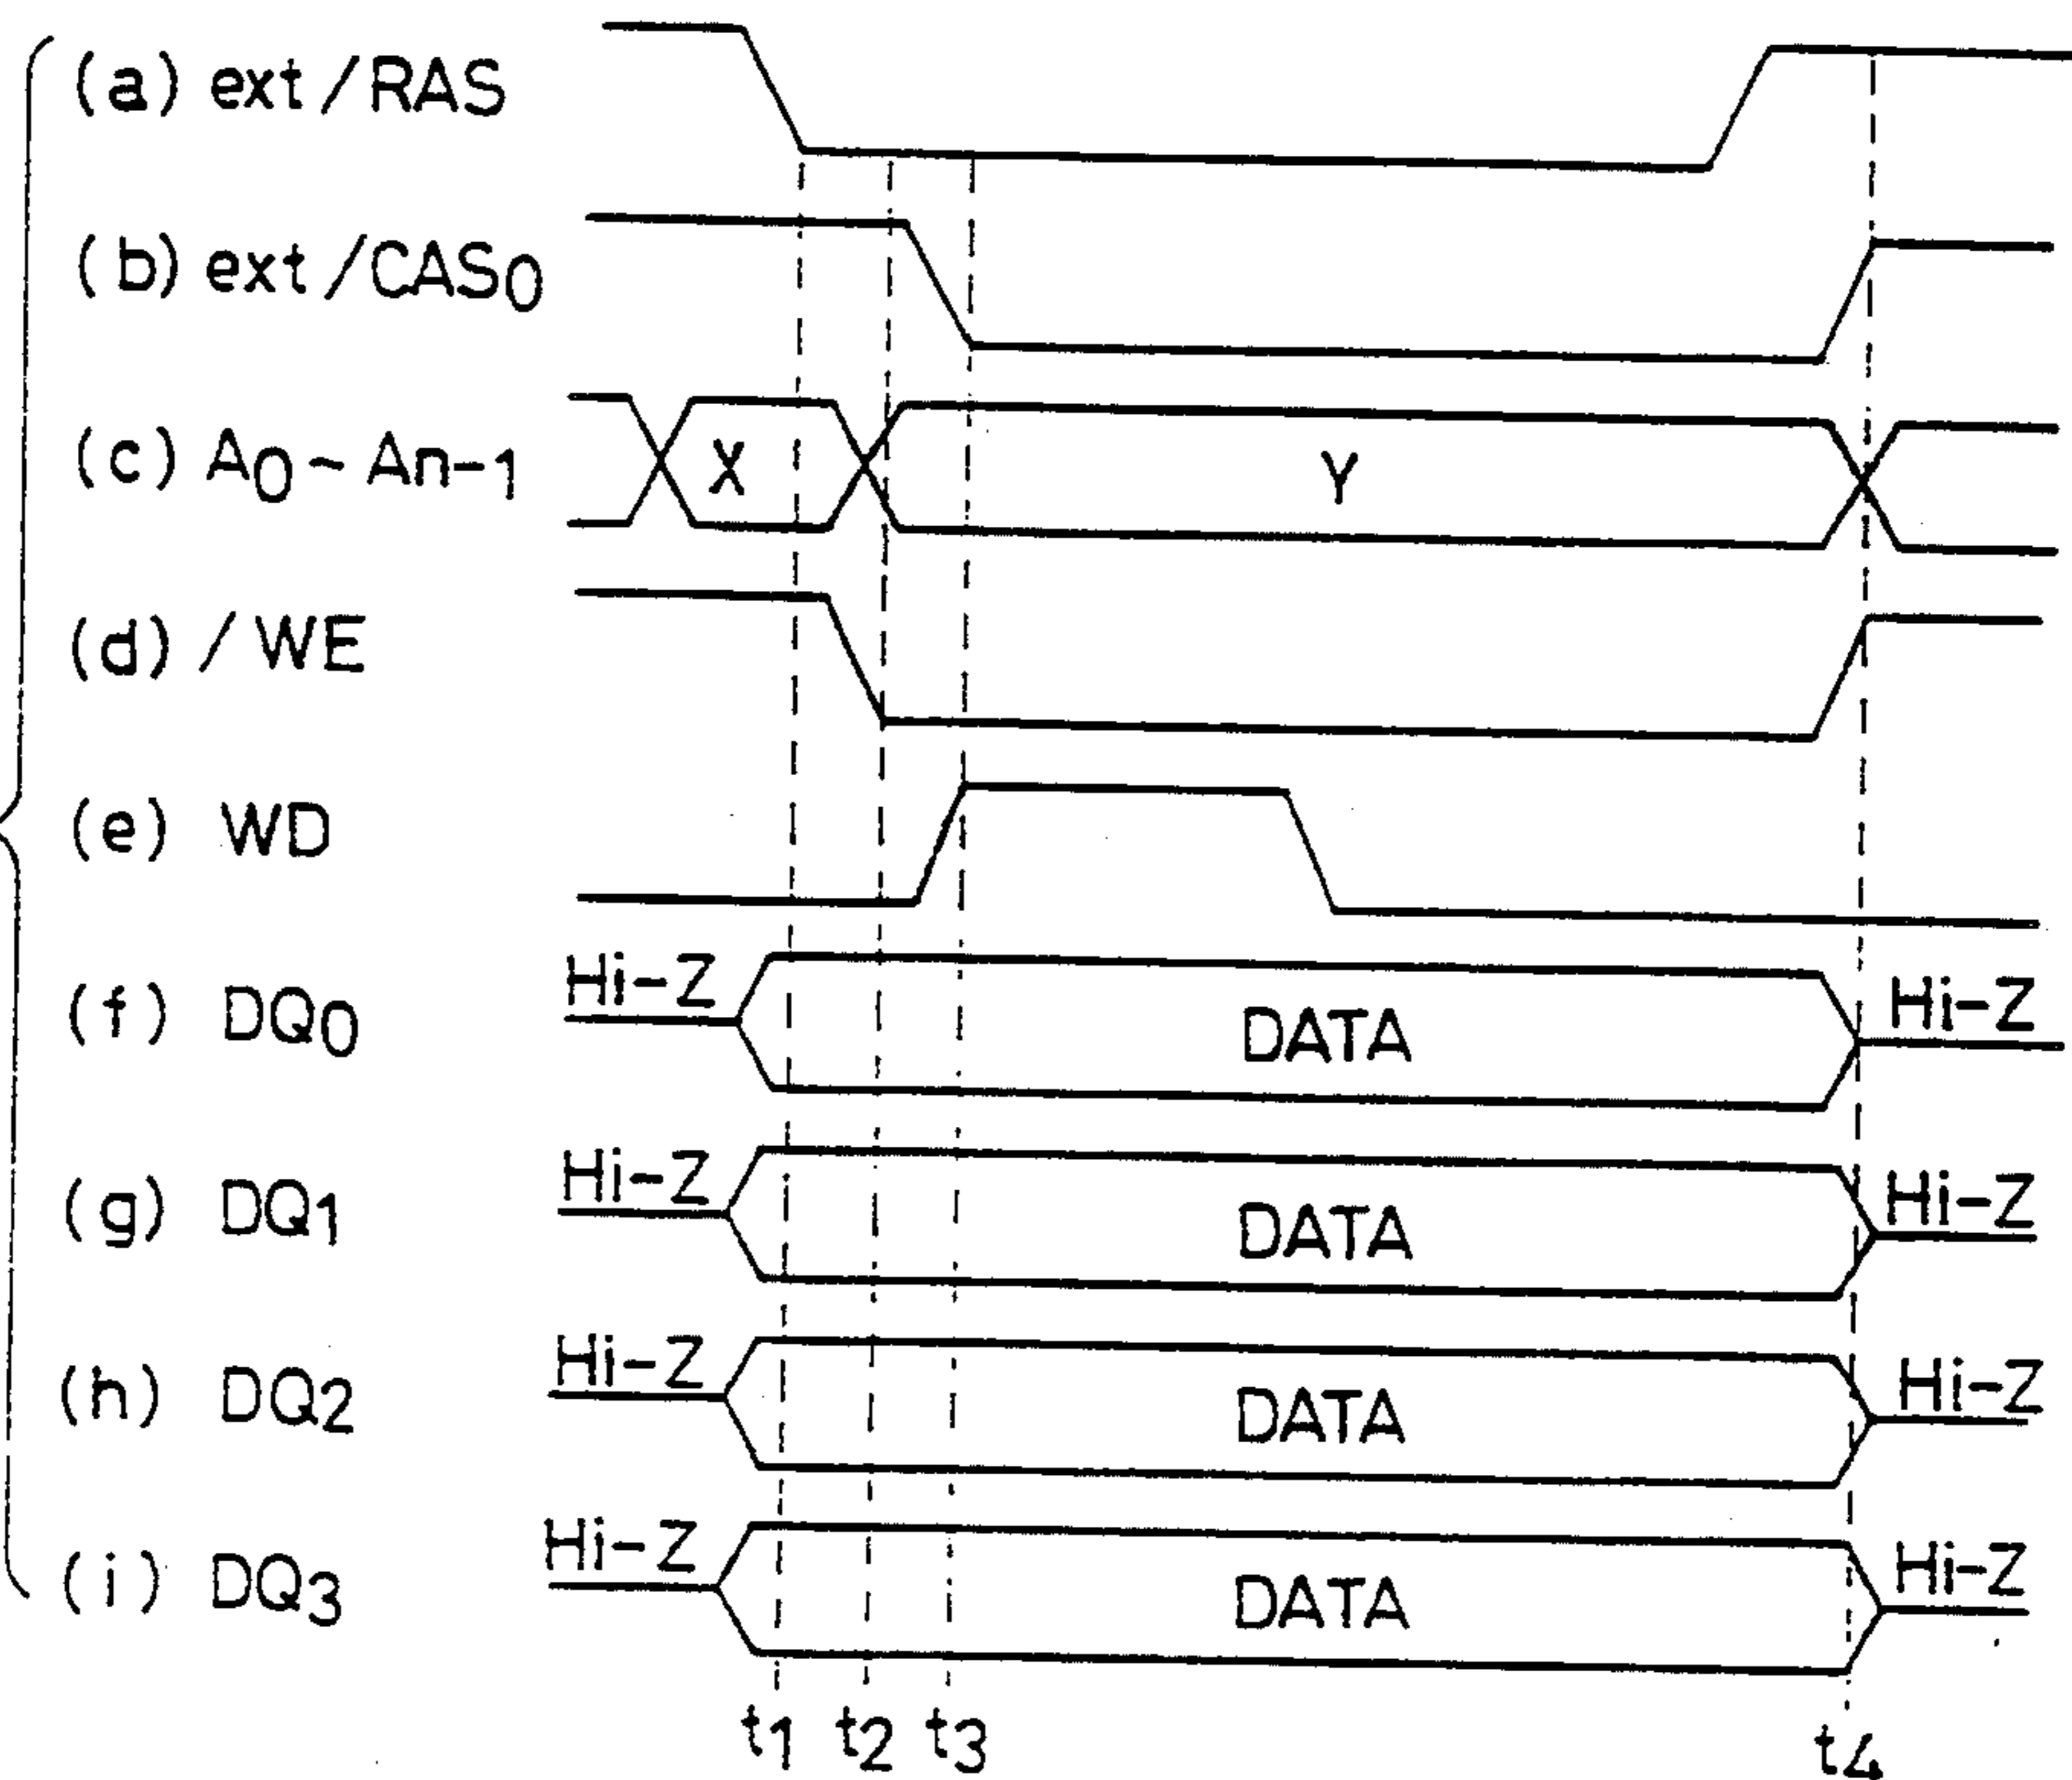 (a) ext/RAS
(b) ext/CAS0
(c) A0~An-1 X Y
(d) /WE
(e) WD
(f) DQ0 Hi-Z DATA Hi-Z
(g) DQ1 Hi-Z DATA Hi-Z
(h) DQ2 Hi-Z DATA Hi-Z
(i) DQ3 Hi-Z DATA Hi-Z
t1 t2 t3 t4